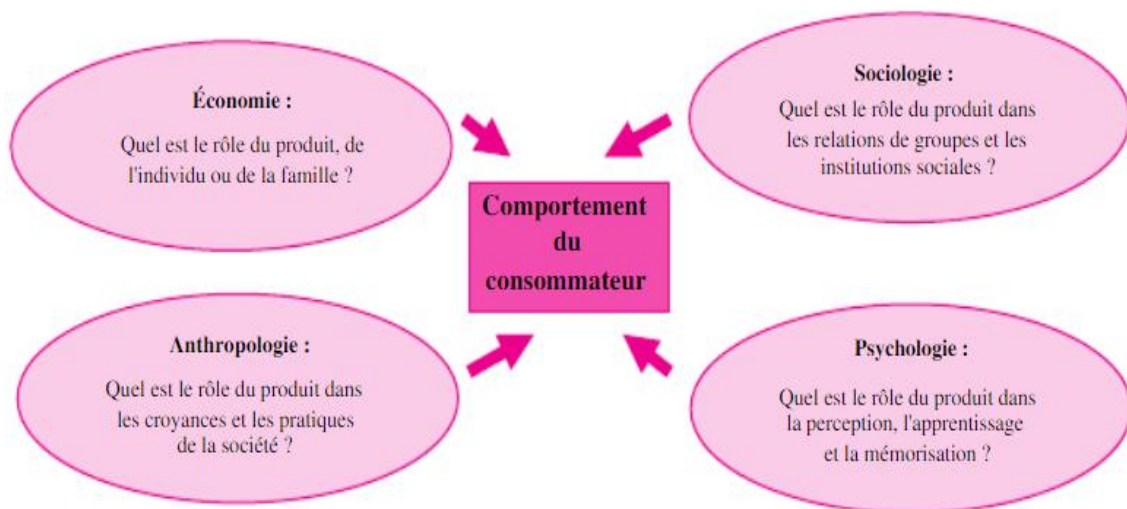 Économie :
Quel est le rôle du produit, de
l'individu ou de la famille ?
Sociologie :
Quel est le rôle du produit dans
les relations de groupes et les
institutions sociales ?
Comportement
du
consommateur
Anthropologie :
Quel est le rôle du produit dans
les croyances et les pratiques
de la société ?
Psychologie :
Quel est le rôle du produit dans
la perception, l'apprentissage
et la mémorisation ?